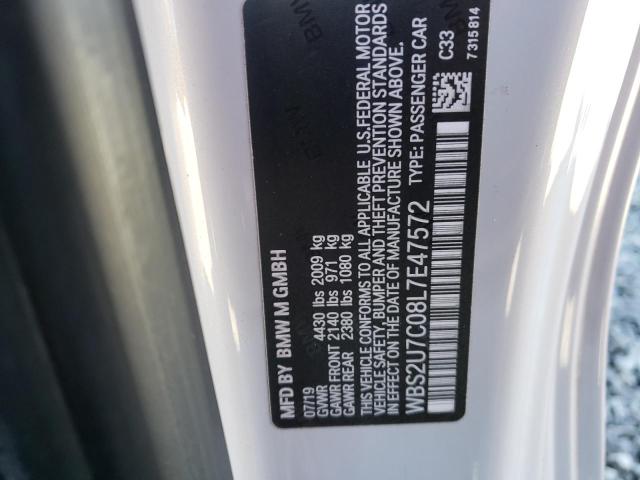 MFD BY BMW M GMBH
07/19
GVWR 4430 lbs 2009 kg
GAWR FRONT 2140 lbs 971 kg
GAWR REAR 2380 lbs 1080 kg
THIS VEHICLE CONFORMS TO ALL APPLICABLE U.S.FEDERAL MOTOR
VEHICLE SAFETY, BUMPER AND THEFT PREVENTION STANDARDS
IN EFFECT ON THE DATE OF MANUFACTURE SHOWN ABOVE.
WBS2U7C08L7E47572 TYPE: PASSENGER CAR
C33
7315814
BMW
BMW